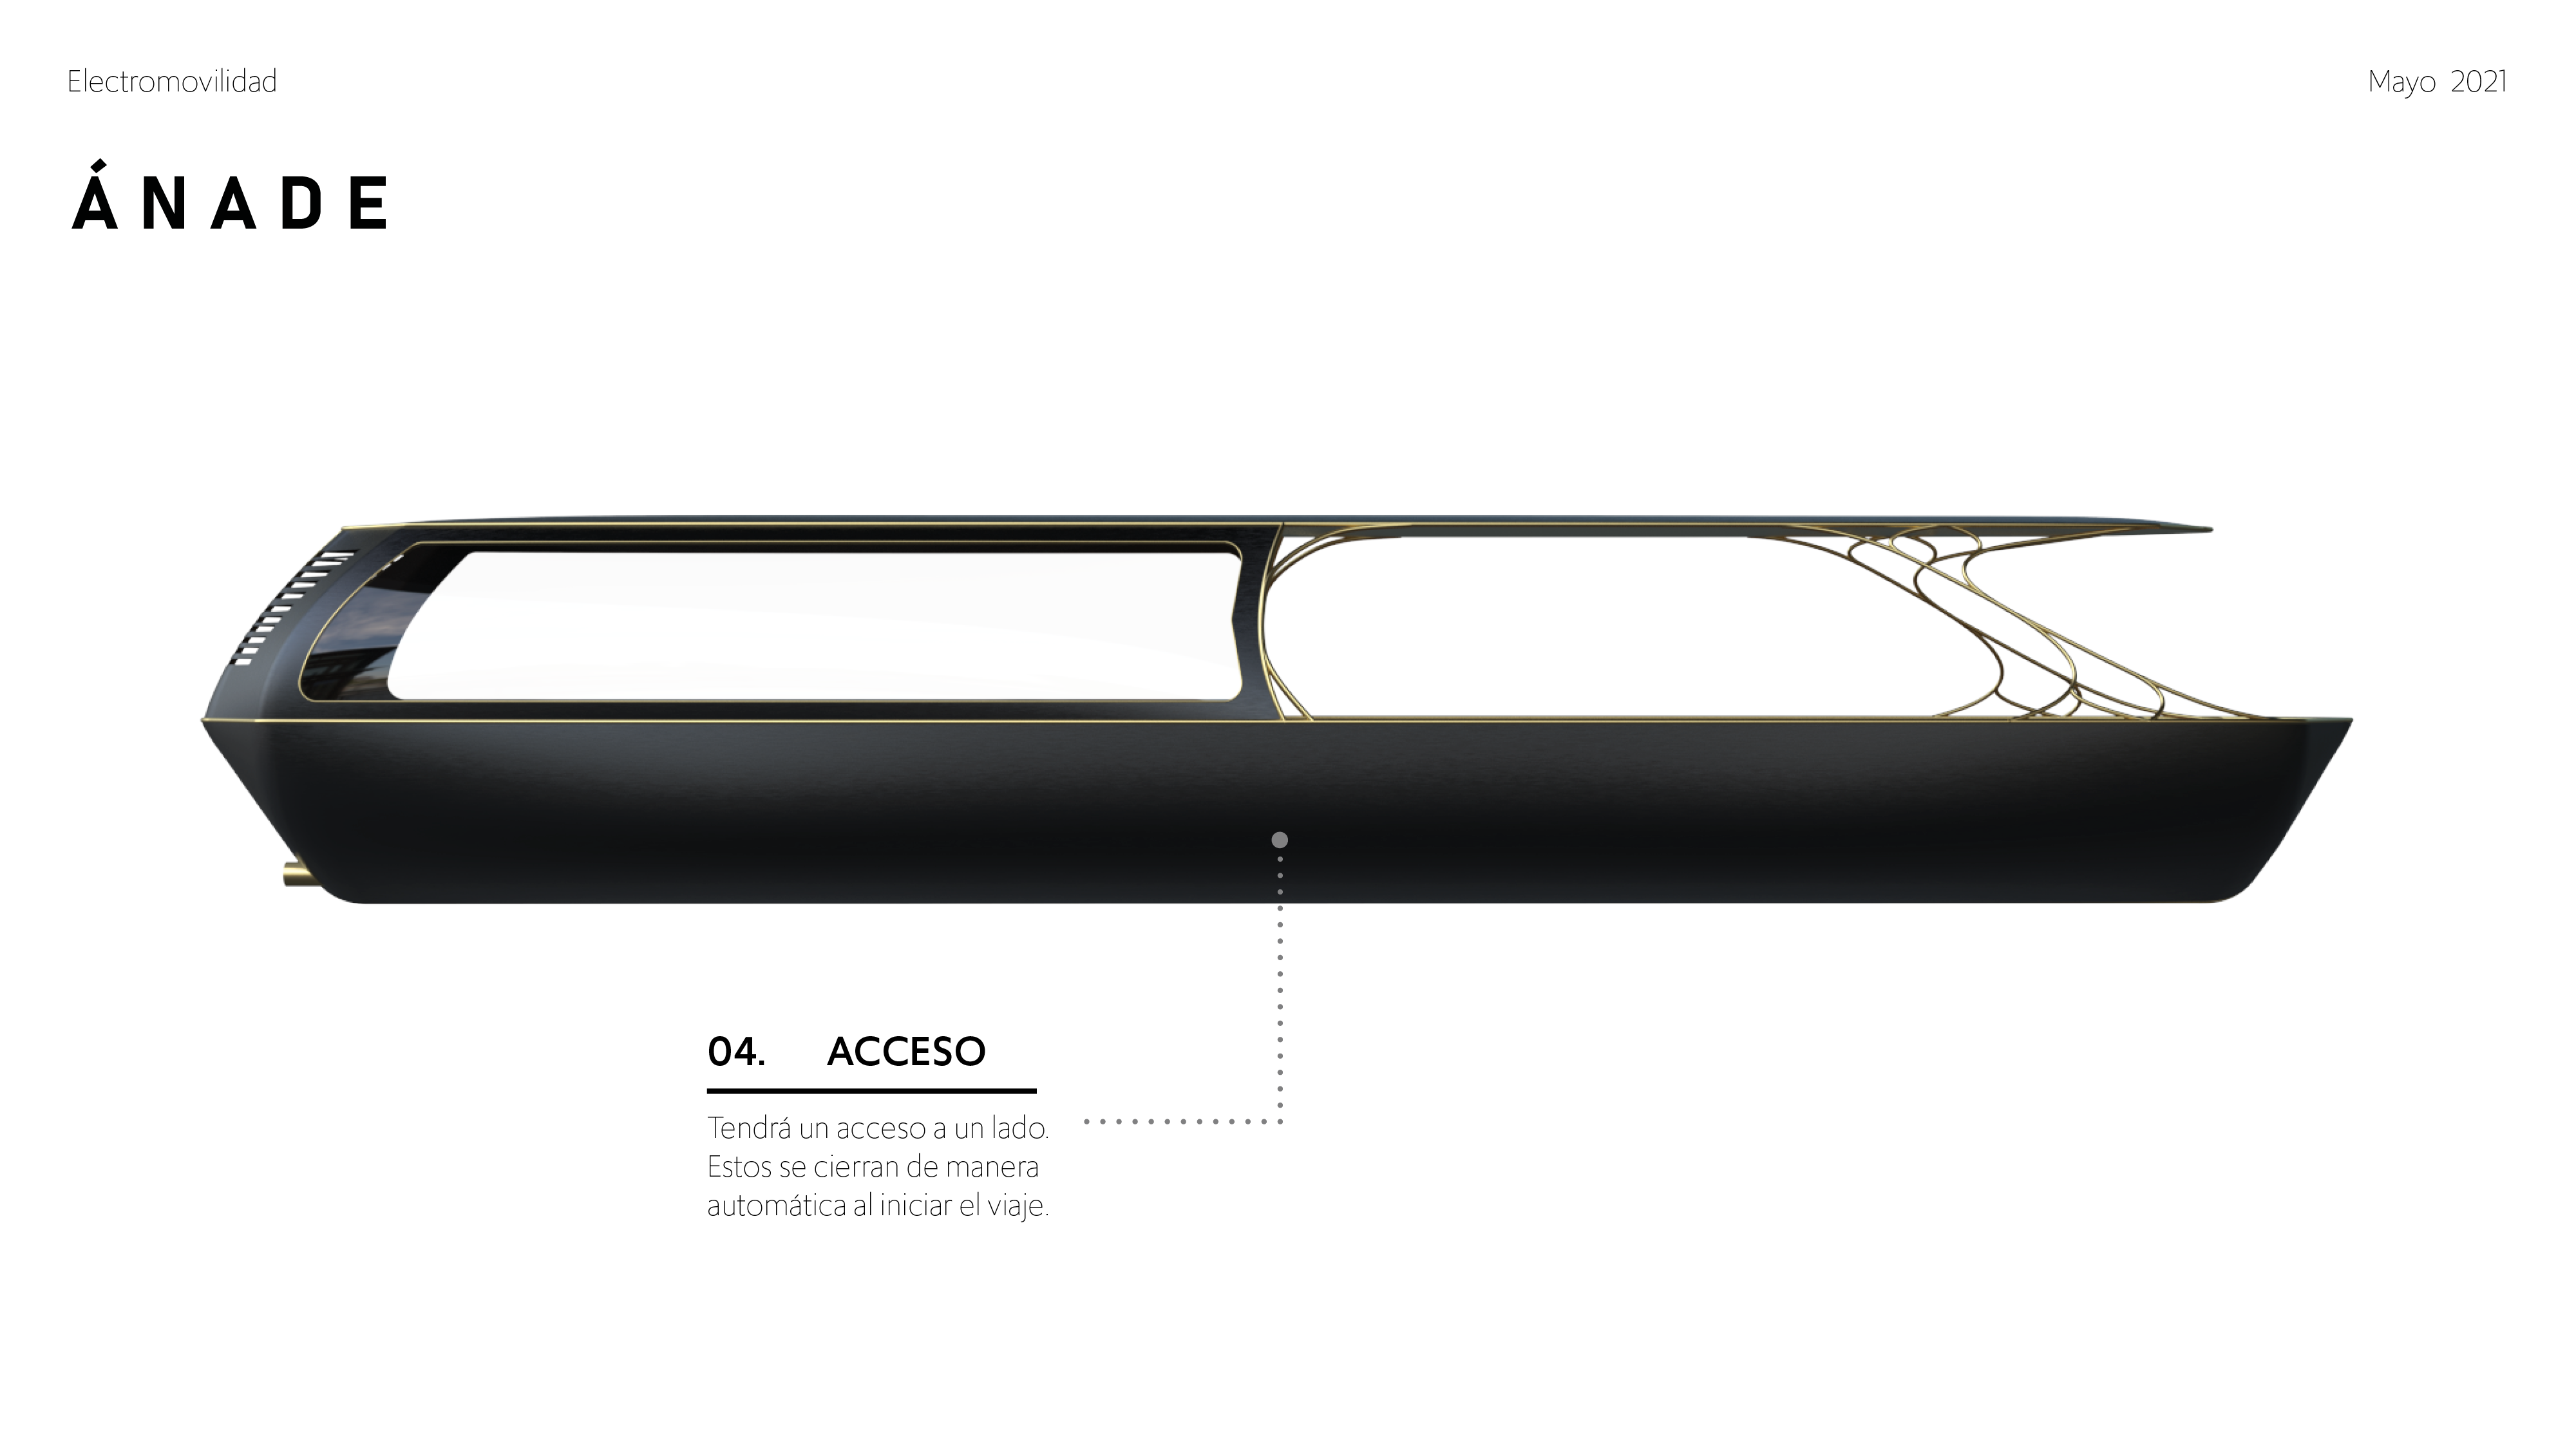 Electromovilidad
Mayo 2021
ÁNADE
04. ACCESO
Tendrá un acceso a un lado.
Estos se cierran de manera
automática al iniciar el viaje.